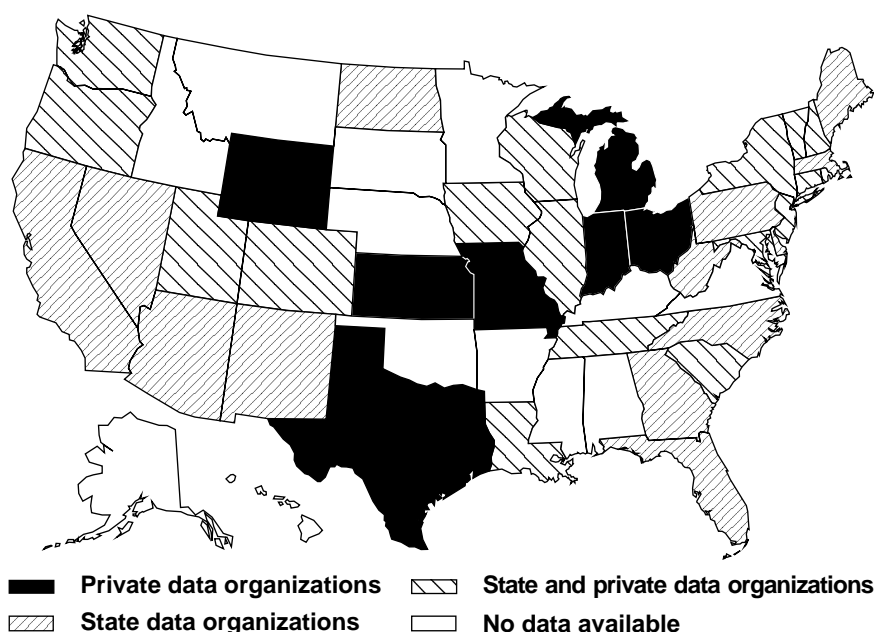 Private data organizations
State and private data organizations
State data organizations
No data available